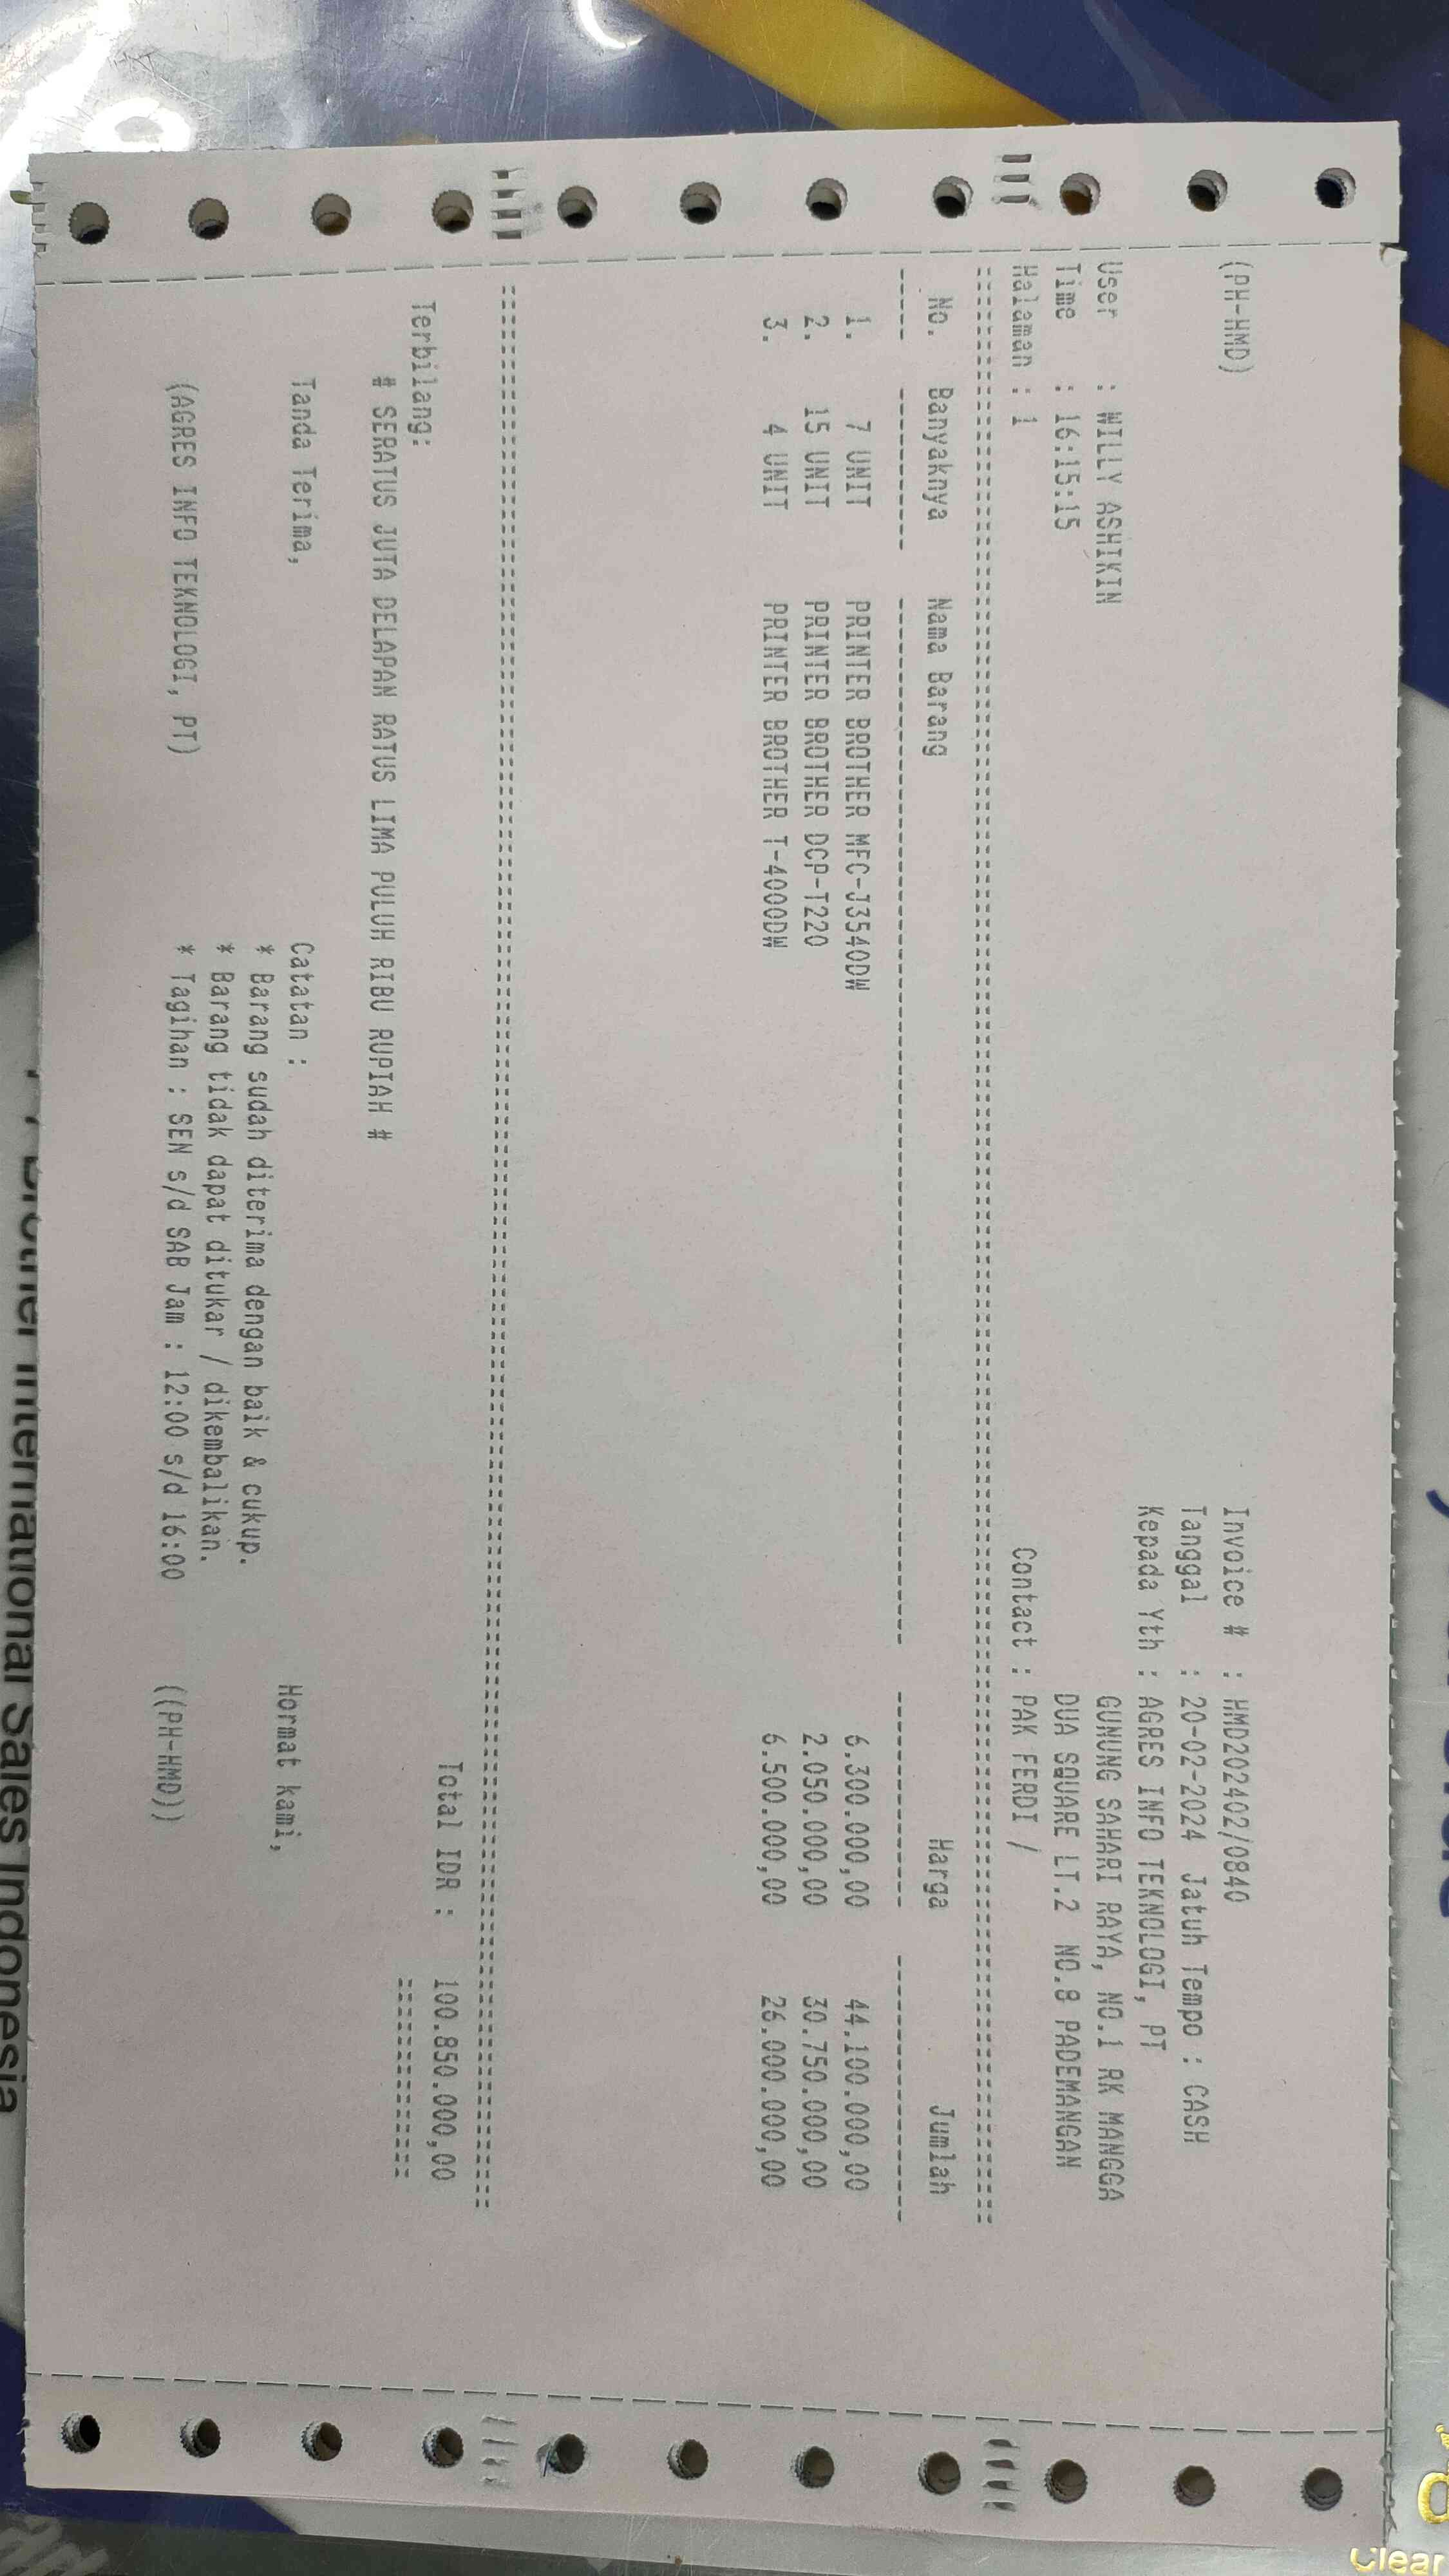 (PH-HMD)
Invoice # : HMD202402/0840
Tanggal : 20-02-2024 Jatuh Tempo : CASH
Kepada Yth : AGRES INFO TEKNOLOGI, PT
User : WILLY ASHIKIN
GUNUNG SAHARI RAYA, NO.1 RK MANGGA
Time : 16:15:15
DUA SQUARE LT.2 NO.8 PADEMANGAN
Halaman : 1
Contact : PAK FERDI /
No. Banyaknya Nama Barang Harga Jumlah
1. 7 UNIT PRINTER BROTHER MFC-J3540DW 6.300.000,00 44.100.000,00
2. 15 UNIT PRINTER BROTHER DCP-T220 2.050.000,00 30.750.000,00
3. 4 UNIT PRINTER BROTHER T-4000DW 6.500.000,00 26.000.000,00
Terbilang: Total IDR : 100.850.000,00
# SERATUS JUTA DELAPAN RATUS LIMA PULUH RIBU RUPIAH #
Tanda Terima, Catatan : Hormat kami,
* Barang sudah diterima dengan baik & cukup.
* Barang tidak dapat ditukar / dikembalikan.
(AGRES INFO TEKNOLOGI, PT) * Tagihan : SEN s/d SAB Jam : 12:00 s/d 16:00 ((PH-HMD))
Brother International Sales Indonesia
Clear